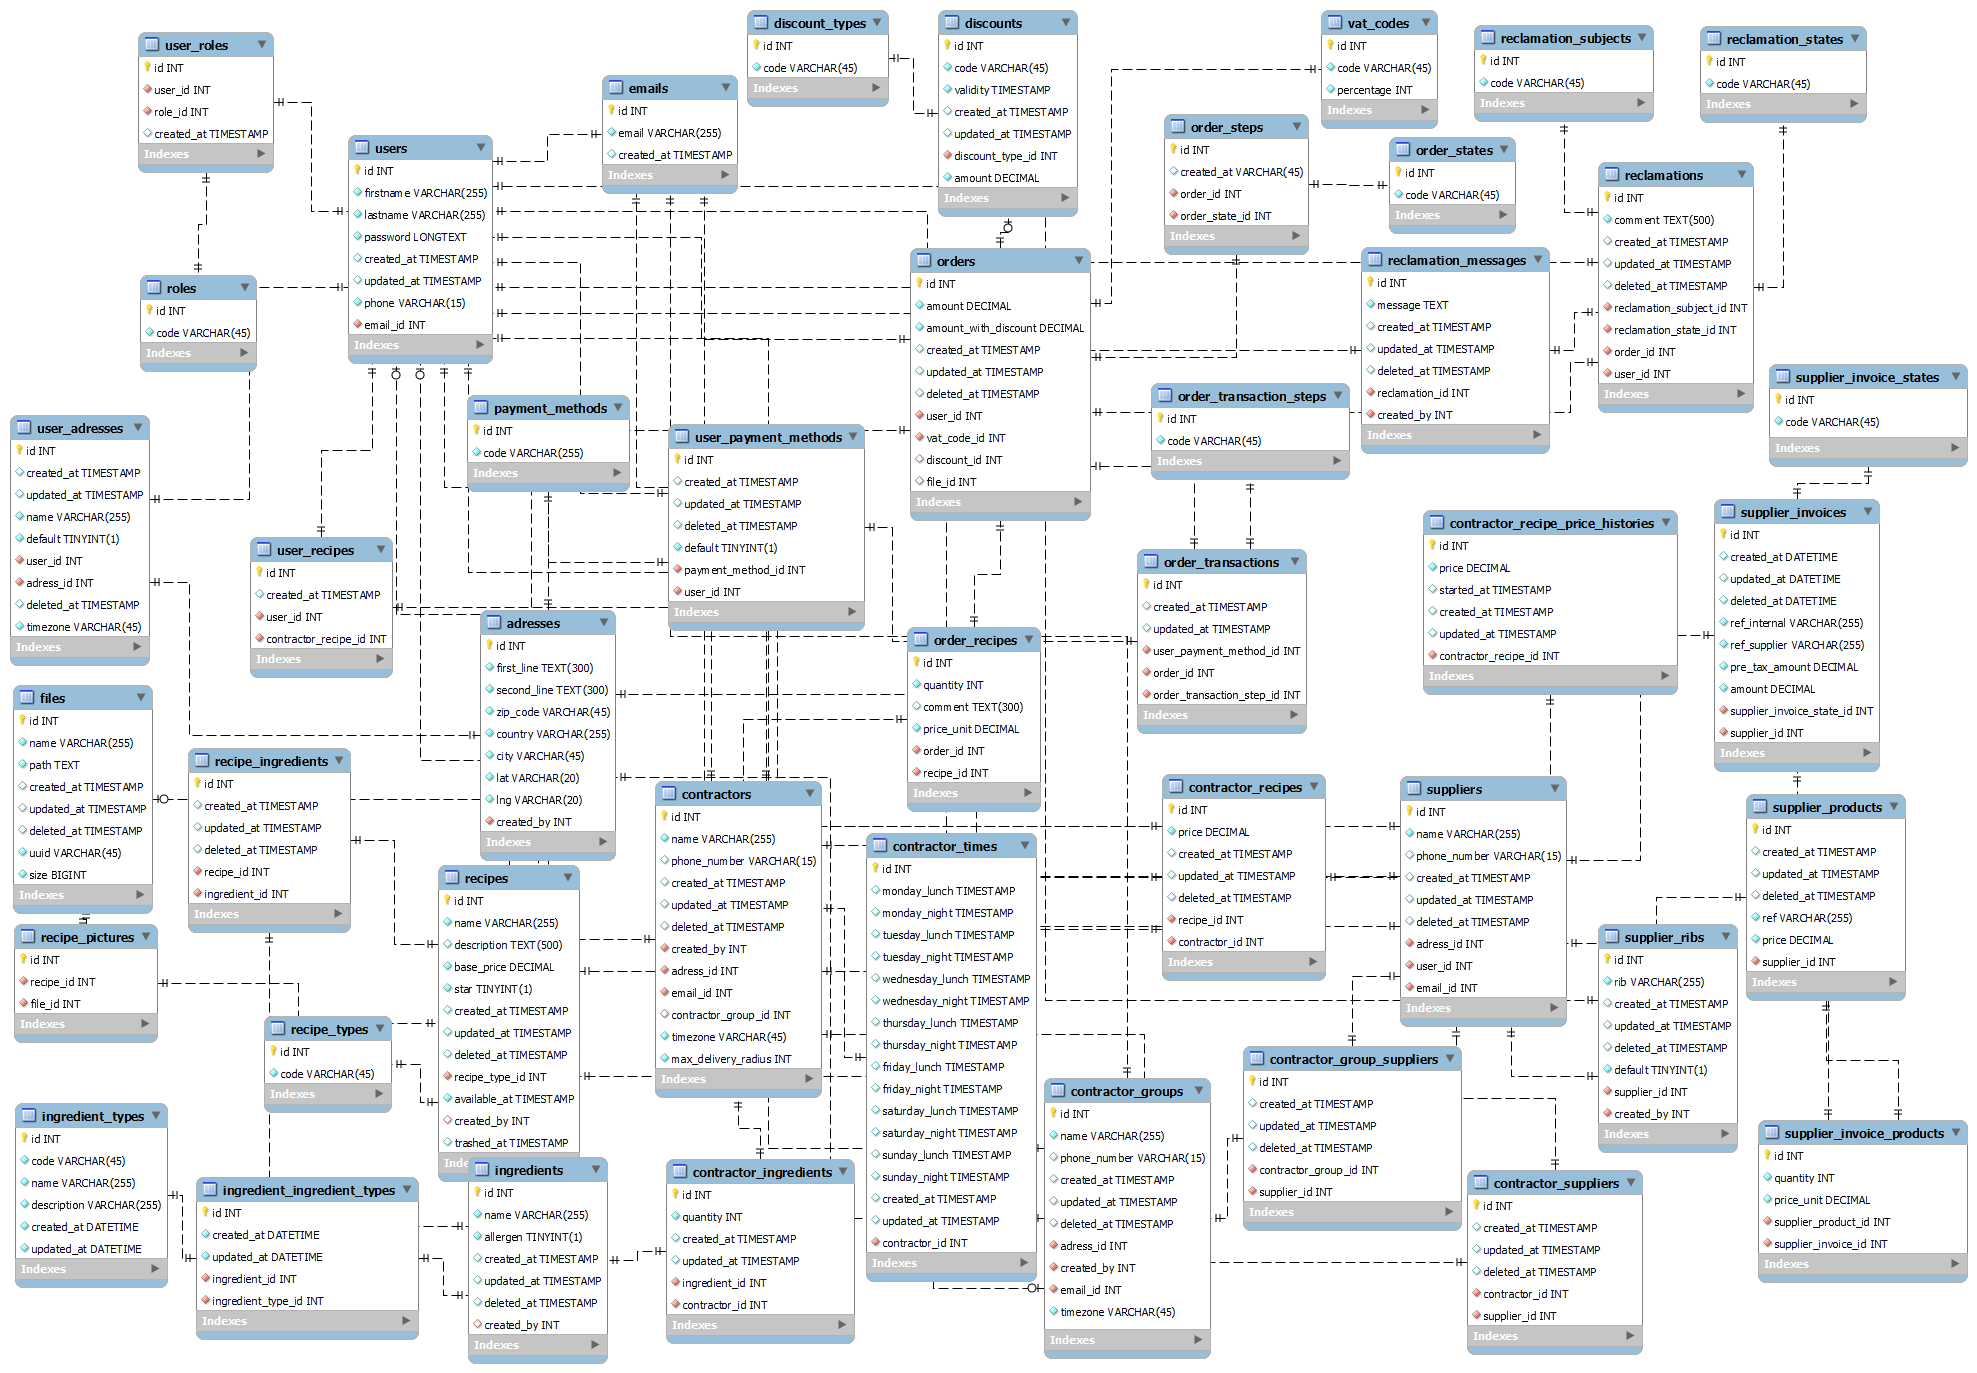 user_roles
id INT
user_id INT
role_id INT
created_at TIMESTAMP
Indexes
users
id INT
firstname VARCHAR(255)
lastname VARCHAR(255)
password LONGTEXT
created_at TIMESTAMP
updated_at TIMESTAMP
phone VARCHAR(15)
email_id INT
Indexes
emails
id INT
email VARCHAR(255)
created_at TIMESTAMP
Indexes
discount_types
id INT
code VARCHAR(45)
Indexes
discounts
id INT
code VARCHAR(45)
validity TIMESTAMP
created_at TIMESTAMP
updated_at TIMESTAMP
discount_type_id INT
amount DECIMAL
Indexes
vat_codes
id INT
code VARCHAR(45)
percentage INT
Indexes
reclamation_subjects
id INT
code VARCHAR(45)
Indexes
reclamation_states
id INT
code VARCHAR(45)
Indexes
order_steps
id INT
created_at VARCHAR(45)
order_id INT
order_state_id INT
Indexes
order_states
id INT
code VARCHAR(45)
Indexes
reclamations
id INT
comment TEXT(500)
created_at TIMESTAMP
updated_at TIMESTAMP
deleted_at TIMESTAMP
reclamation_subject_id INT
reclamation_state_id INT
order_id INT
user_id INT
Indexes
roles
id INT
code VARCHAR(45)
Indexes
orders
id INT
amount DECIMAL
amount_with_discount DECIMAL
created_at TIMESTAMP
updated_at TIMESTAMP
deleted_at TIMESTAMP
user_id INT
vat_code_id INT
discount_id INT
file_id INT
Indexes
reclamation_messages
id INT
message TEXT
created_at TIMESTAMP
updated_at TIMESTAMP
deleted_at TIMESTAMP
reclamation_id INT
created_by INT
Indexes
supplier_invoice_states
id INT
code VARCHAR(45)
Indexes
user_adresses
id INT
created_at TIMESTAMP
updated_at TIMESTAMP
name VARCHAR(255)
default TINYINT(1)
user_id INT
adress_id INT
deleted_at TIMESTAMP
timezone VARCHAR(45)
Indexes
payment_methods
id INT
code VARCHAR(255)
Indexes
user_payment_methods
id INT
created_at TIMESTAMP
updated_at TIMESTAMP
deleted_at TIMESTAMP
default TINYINT(1)
payment_method_id INT
user_id INT
Indexes
order_transaction_steps
id INT
code VARCHAR(45)
Indexes
user_recipes
id INT
created_at TIMESTAMP
user_id INT
contractor_recipe_id INT
Indexes
order_transactions
id INT
created_at TIMESTAMP
updated_at TIMESTAMP
user_payment_method_id INT
order_id INT
order_transaction_step_id INT
Indexes
contractor_recipe_price_histories
id INT
price DECIMAL
started_at TIMESTAMP
created_at TIMESTAMP
updated_at TIMESTAMP
contractor_recipe_id INT
Indexes
supplier_invoices
id INT
created_at DATETIME
updated_at DATETIME
deleted_at DATETIME
ref_internal VARCHAR(255)
ref_supplier VARCHAR(255)
pre_tax_amount DECIMAL
amount DECIMAL
supplier_invoice_state_id INT
supplier_id INT
Indexes
adresses
id INT
first_line TEXT(300)
second_line TEXT(300)
zip_code VARCHAR(45)
country VARCHAR(255)
city VARCHAR(45)
lat VARCHAR(20)
lng VARCHAR(20)
created_by INT
Indexes
order_recipes
id INT
quantity INT
comment TEXT(300)
price_unit DECIMAL
order_id INT
recipe_id INT
Indexes
files
id INT
name VARCHAR(255)
path TEXT
created_at TIMESTAMP
updated_at TIMESTAMP
deleted_at TIMESTAMP
uuid VARCHAR(45)
size BIGINT
Indexes
recipe_ingredients
id INT
created_at TIMESTAMP
updated_at TIMESTAMP
deleted_at TIMESTAMP
recipe_id INT
ingredient_id INT
Indexes
contractors
id INT
name VARCHAR(255)
phone_number VARCHAR(15)
created_at TIMESTAMP
updated_at TIMESTAMP
deleted_at TIMESTAMP
created_by INT
adress_id INT
email_id INT
contractor_group_id INT
timezone VARCHAR(45)
max_delivery_radius INT
Indexes
contractor_times
id INT
monday_lunch TIMESTAMP
monday_night TIMESTAMP
tuesday_lunch TIMESTAMP
tuesday_night TIMESTAMP
wednesday_lunch TIMESTAMP
wednesday_night TIMESTAMP
thursday_lunch TIMESTAMP
thursday_night TIMESTAMP
friday_lunch TIMESTAMP
friday_night TIMESTAMP
saturday_lunch TIMESTAMP
saturday_night TIMESTAMP
sunday_lunch TIMESTAMP
sunday_night TIMESTAMP
created_at TIMESTAMP
updated_at TIMESTAMP
contractor_id INT
Indexes
contractor_recipes
id INT
price DECIMAL
created_at TIMESTAMP
updated_at TIMESTAMP
deleted_at TIMESTAMP
recipe_id INT
contractor_id INT
Indexes
suppliers
id INT
name VARCHAR(255)
phone_number VARCHAR(15)
created_at TIMESTAMP
updated_at TIMESTAMP
deleted_at TIMESTAMP
adress_id INT
user_id INT
email_id INT
Indexes
supplier_products
id INT
created_at TIMESTAMP
updated_at TIMESTAMP
deleted_at TIMESTAMP
ref VARCHAR(255)
price DECIMAL
supplier_id INT
Indexes
recipes
id INT
name VARCHAR(255)
description TEXT(500)
base_price DECIMAL
star TINYINT(1)
created_at TIMESTAMP
updated_at TIMESTAMP
deleted_at TIMESTAMP
recipe_type_id INT
available_at TIMESTAMP
created_by INT
trashed_at TIMESTAMP
Inde
recipe_pictures
id INT
recipe_id INT
file_id INT
Indexes
supplier_ribs
id INT
rib VARCHAR(255)
created_at TIMESTAMP
updated_at TIMESTAMP
deleted_at TIMESTAMP
default TINYINT(1)
supplier_id INT
created_by INT
Indexes
recipe_types
id INT
code VARCHAR(45)
Indexes
contractor_group_suppliers
id INT
created_at TIMESTAMP
updated_at TIMESTAMP
deleted_at TIMESTAMP
contractor_group_id INT
supplier_id INT
Indexes
contractor_groups
id INT
name VARCHAR(255)
phone_number VARCHAR(15)
created_at TIMESTAMP
updated_at TIMESTAMP
deleted_at TIMESTAMP
adress_id INT
created_by INT
email_id INT
timezone VARCHAR(45)
Indexes
ingredient_types
id INT
code VARCHAR(45)
name VARCHAR(255)
description VARCHAR(255)
created_at DATETIME
updated_at DATETIME
Indexes
ingredient_ingredient_types
id INT
created_at DATETIME
updated_at DATETIME
ingredient_id INT
ingredient_type_id INT
Indexes
ingredients
id INT
name VARCHAR(255)
allergen TINYINT(1)
created_at TIMESTAMP
updated_at TIMESTAMP
deleted_at TIMESTAMP
created_by INT
Indexes
contractor_ingredients
id INT
quantity INT
created_at TIMESTAMP
updated_at TIMESTAMP
ingredient_id INT
contractor_id INT
Indexes
contractor_suppliers
id INT
created_at TIMESTAMP
updated_at TIMESTAMP
deleted_at TIMESTAMP
contractor_id INT
supplier_id INT
Indexes
supplier_invoice_products
id INT
quantity INT
price_unit DECIMAL
supplier_product_id INT
supplier_invoice_id INT
Indexes